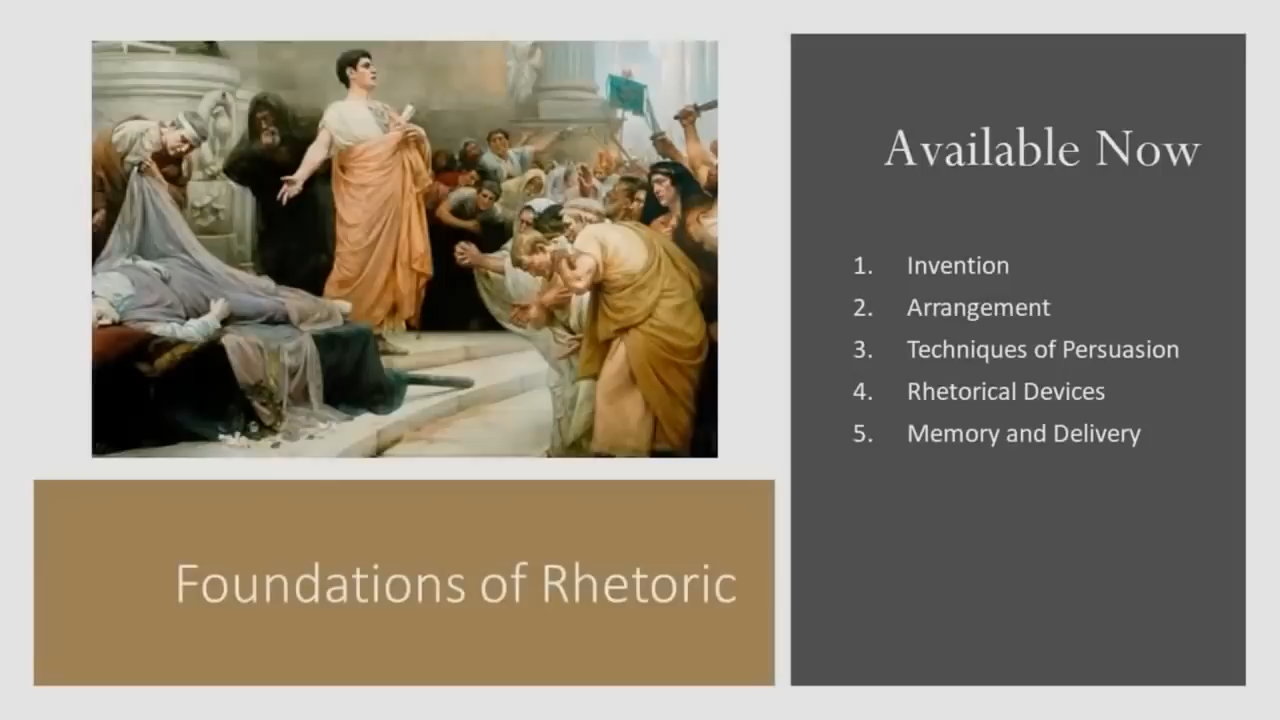 Available Now
1. Invention
2. Arrangement
3. Techniques of Persuasion
4. Rhetorical Devices
5. Memory and Delivery
Foundations of Rhetoric